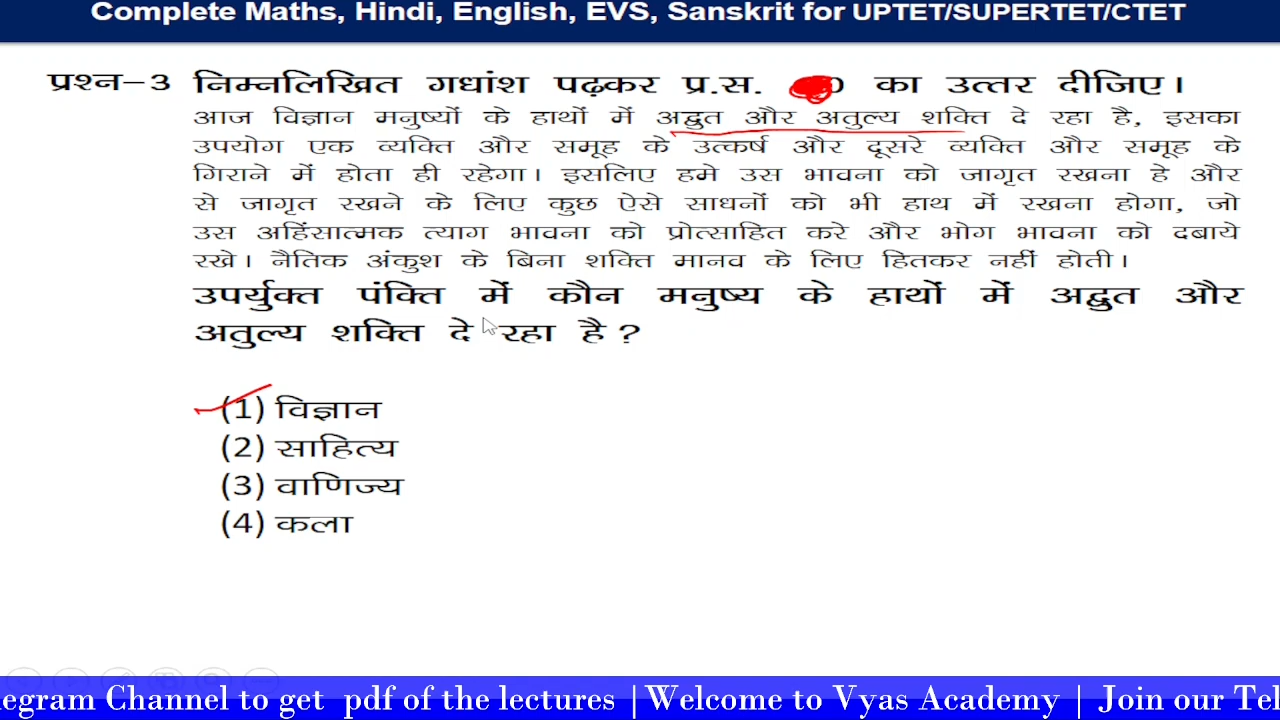 Complete Maths, Hindi, English, EVS, Sanskrit for UPTET/SUPERTET/CTET
प्रश्न–3 निम्नलिखित गधांश पढ़कर प्र.स. 0 का उत्तर दीजिए।
आज विज्ञान मनुष्यों के हाथों में अद्भुत और अतुल्य शक्ति दे रहा है, इसका
उपयोग एक व्यक्ति और समूह के उत्कर्ष और दूसरे व्यक्ति और समूह के
गिराने में होता ही रहेगा। इसलिए हमे उस भावना को जागृत रखना हे और
से जागृत रखने के लिए कुछ ऐसे साधनों को भी हाथ में रखना होगा, जो
उस अहिंसात्मक त्याग भावना को प्रोत्साहित करे और भोग भावना को दबाये
रखे। नैतिक अंकुश के बिना शक्ति मानव के लिए हितकर नहीं होती।
उपर्युक्त पंक्ति में कौन मनुष्य के हाथों में अद्भुत और
अतुल्य शक्ति दे रहा है ?
(1) विज्ञान
(2) साहित्य
(3) वाणिज्य
(4) कला
legram Channel to get pdf of the lectures | Welcome to Vyas Academy | Join our Tel